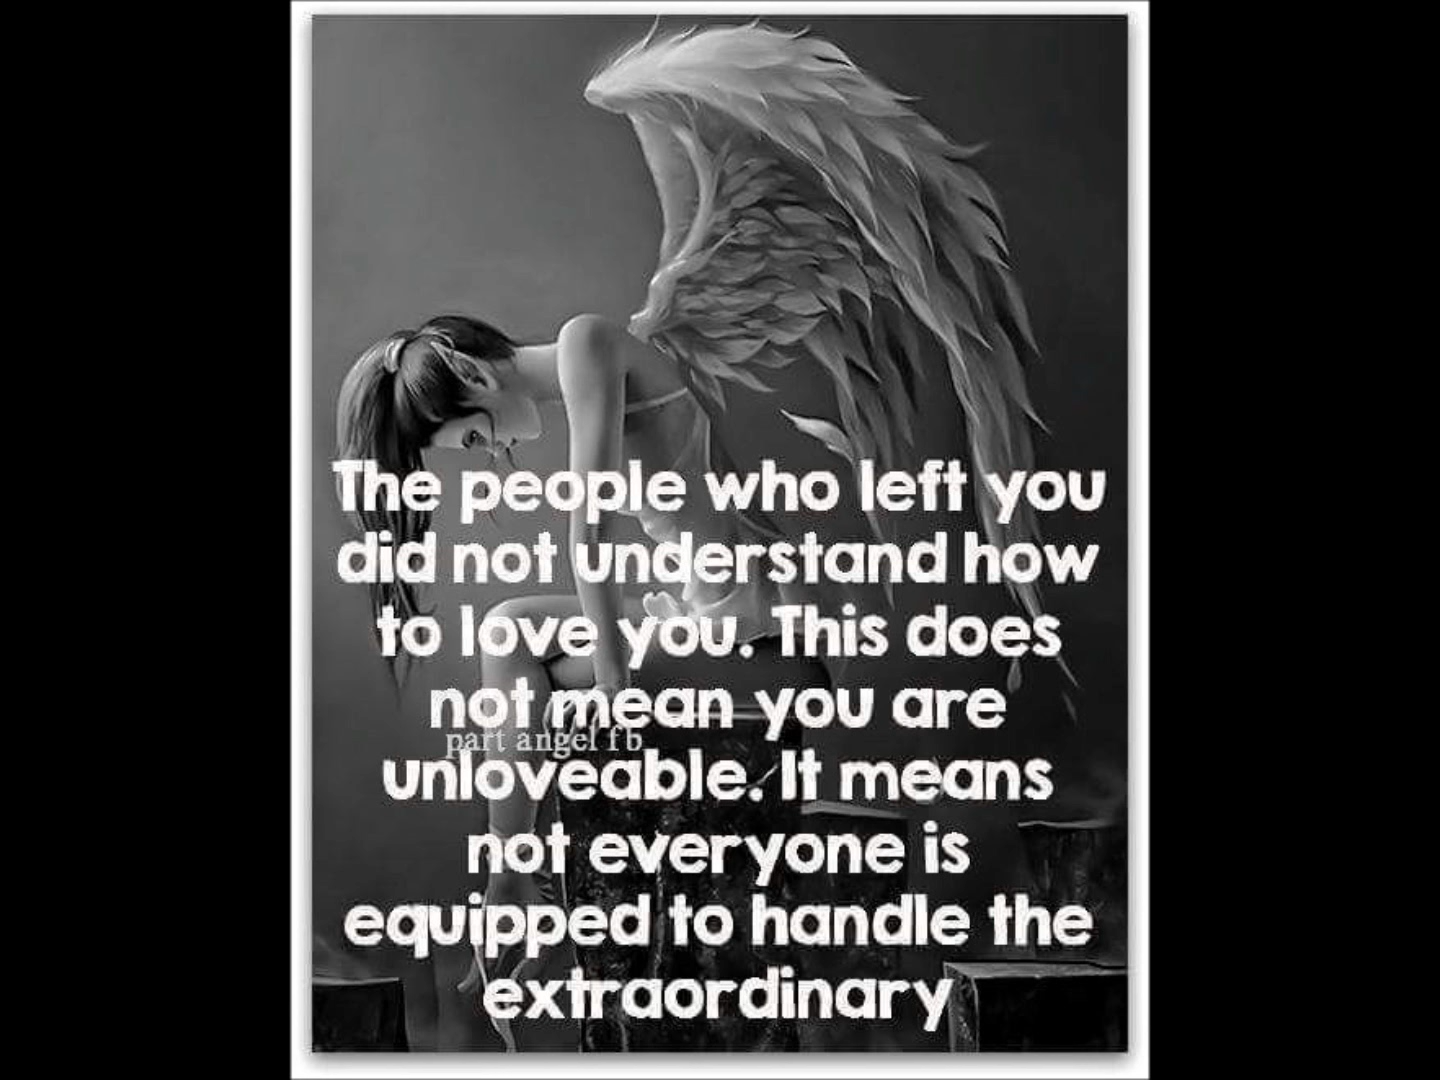 The people who left you
did not understand how
to love you. This does
not mean you are
part angel fb
unloveable. It means
not everyone is
equipped to handle the
extraordinary